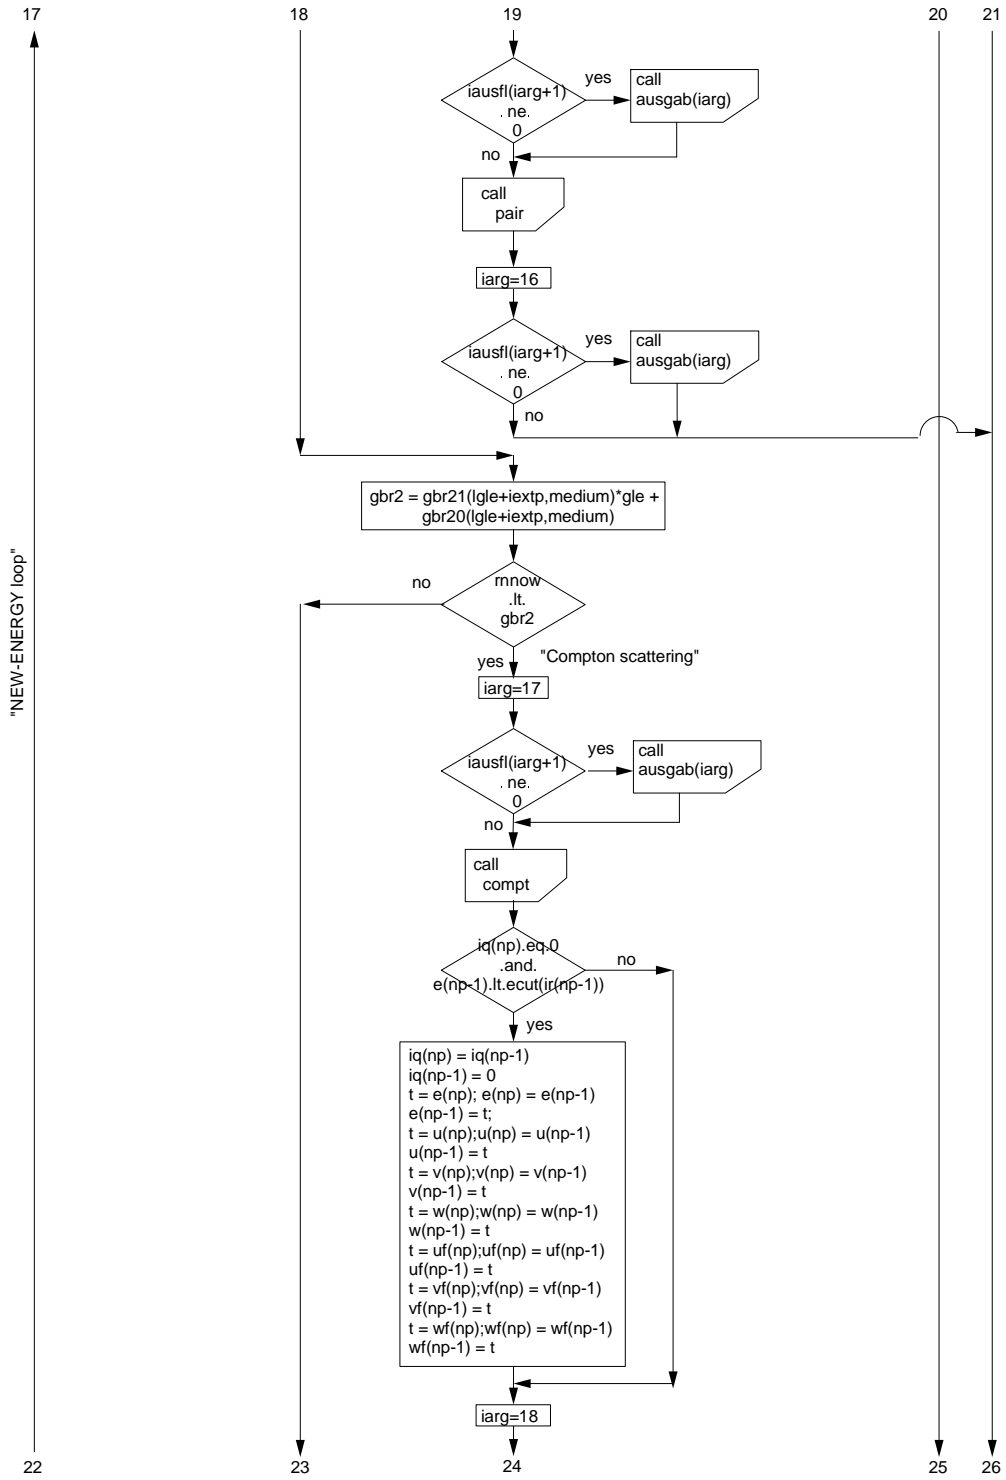 17
18
19
20
21
iausfl(iarg+1)
. ne.
0
yes
call
ausgab(iarg)
no
call
pair
iarg=16
iausfl(iarg+1)
. ne.
0
yes
call
ausgab(iarg)
no
gbr2 = gbr21(lgle+iextp,medium)*gle +
gbr20(lgle+iextp,medium)
"NEW-ENERGY loop"
no
rnnow
.lt.
gbr2
yes
"Compton scattering"
iarg=17
iausfl(iarg+1)
. ne.
0
yes
call
ausgab(iarg)
no
call
compt
iq(np).eq.0
.and.
e(np-1).lt.ecut(ir(np-1))
no
yes
iq(np) = iq(np-1)
iq(np-1) = 0
t = e(np); e(np) = e(np-1)
e(np-1) = t;
t = u(np);u(np) = u(np-1)
u(np-1) = t
t = v(np);v(np) = v(np-1)
v(np-1) = t
t = w(np);w(np) = w(np-1)
w(np-1) = t
t = uf(np);uf(np) = uf(np-1)
uf(np-1) = t
t = vf(np);vf(np) = vf(np-1)
vf(np-1) = t
t = wf(np);wf(np) = wf(np-1)
wf(np-1) = t
iarg=18
22
23
24
25
26